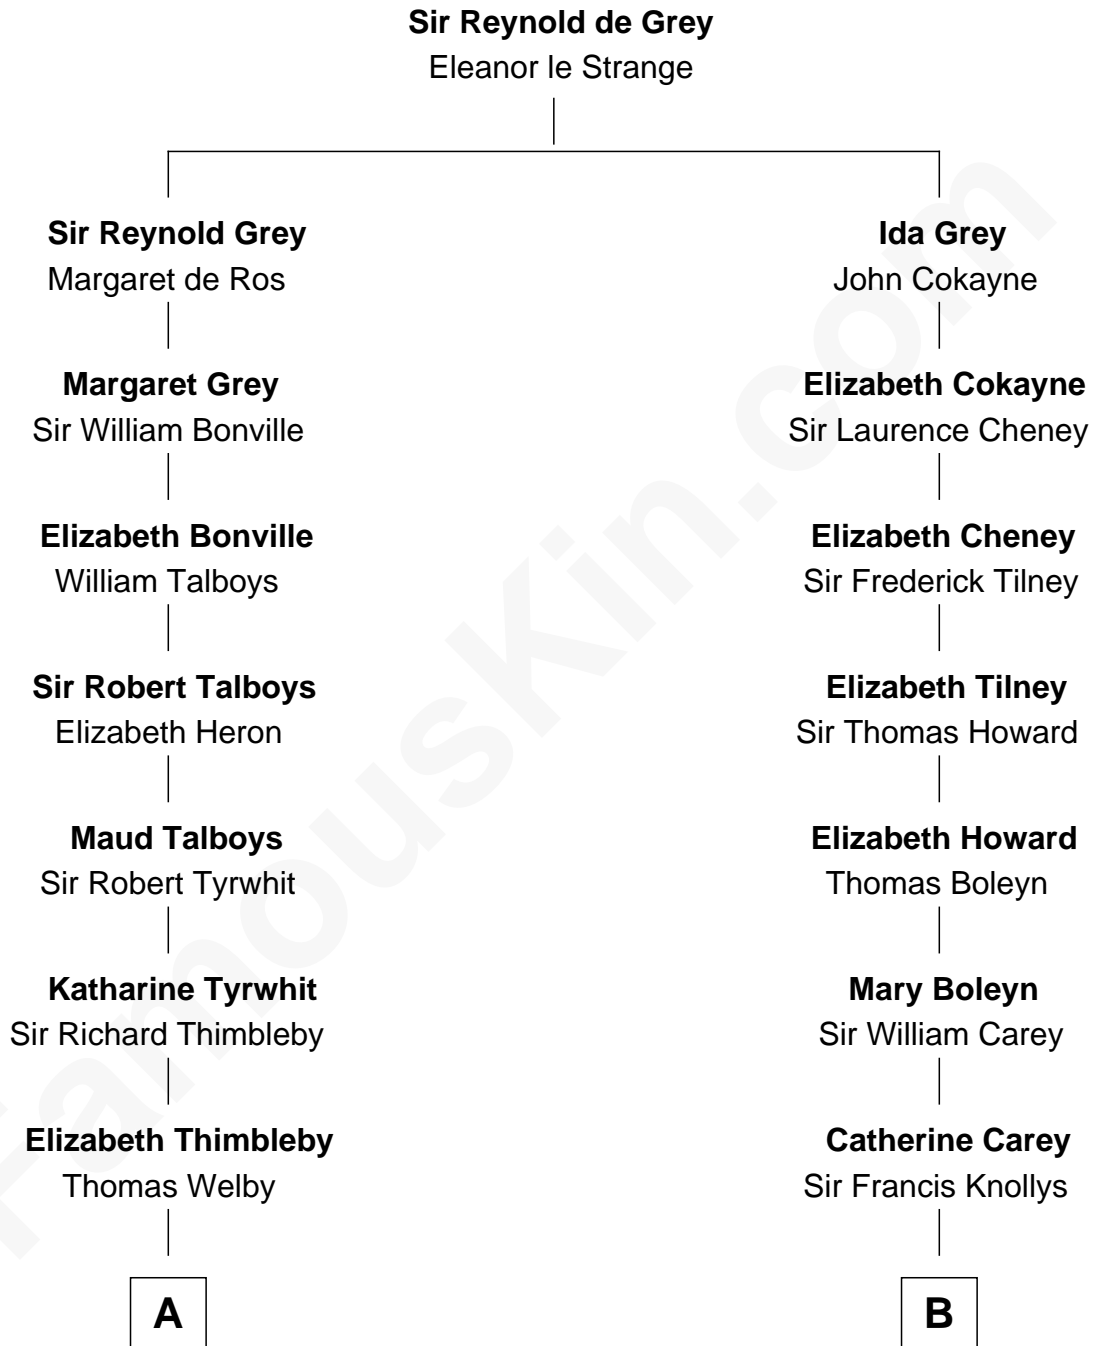 Sir Reynold de Grey
Eleanor le Strange
Sir Reynold Grey
Margaret de Ros
Ida Grey
John Cokayne
Margaret Grey
Sir William Bonville
Elizabeth Cokayne
Sir Laurence Cheney
Elizabeth Bonville
William Talboys
Elizabeth Cheney
Sir Frederick Tilney
Sir Robert Talboys
Elizabeth Heron
Elizabeth Tilney
Sir Thomas Howard
Maud Talboys
Sir Robert Tyrwhit
Elizabeth Howard
Thomas Boleyn
Katharine Tyrwhit
Sir Richard Thimbleby
Mary Boleyn
Sir William Carey
Elizabeth Thimbleby
Thomas Welby
Catherine Carey
Sir Francis Knollys
A
B
FamousKin.com